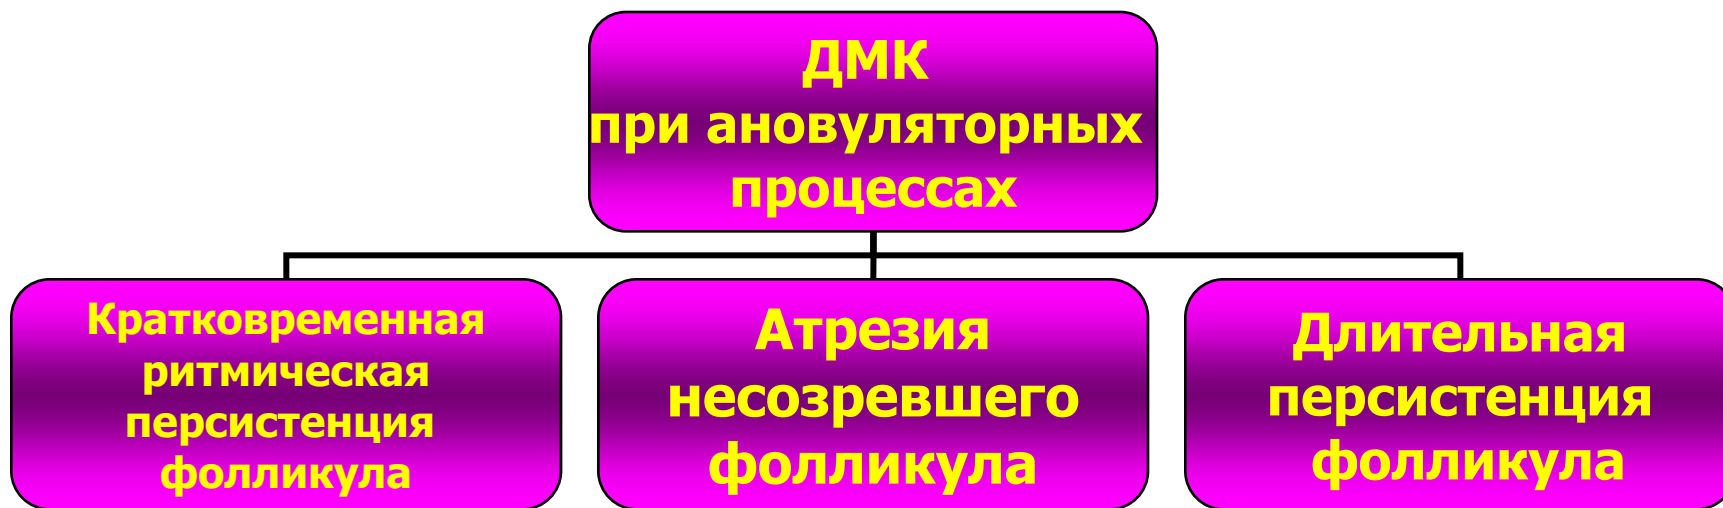 ДМК
при ановуляторных
процессах
Кратковременная
ритмическая
персистенция
фолликула
Атрезия
несозревшего
фолликула
Длительная
персистенция
фолликула